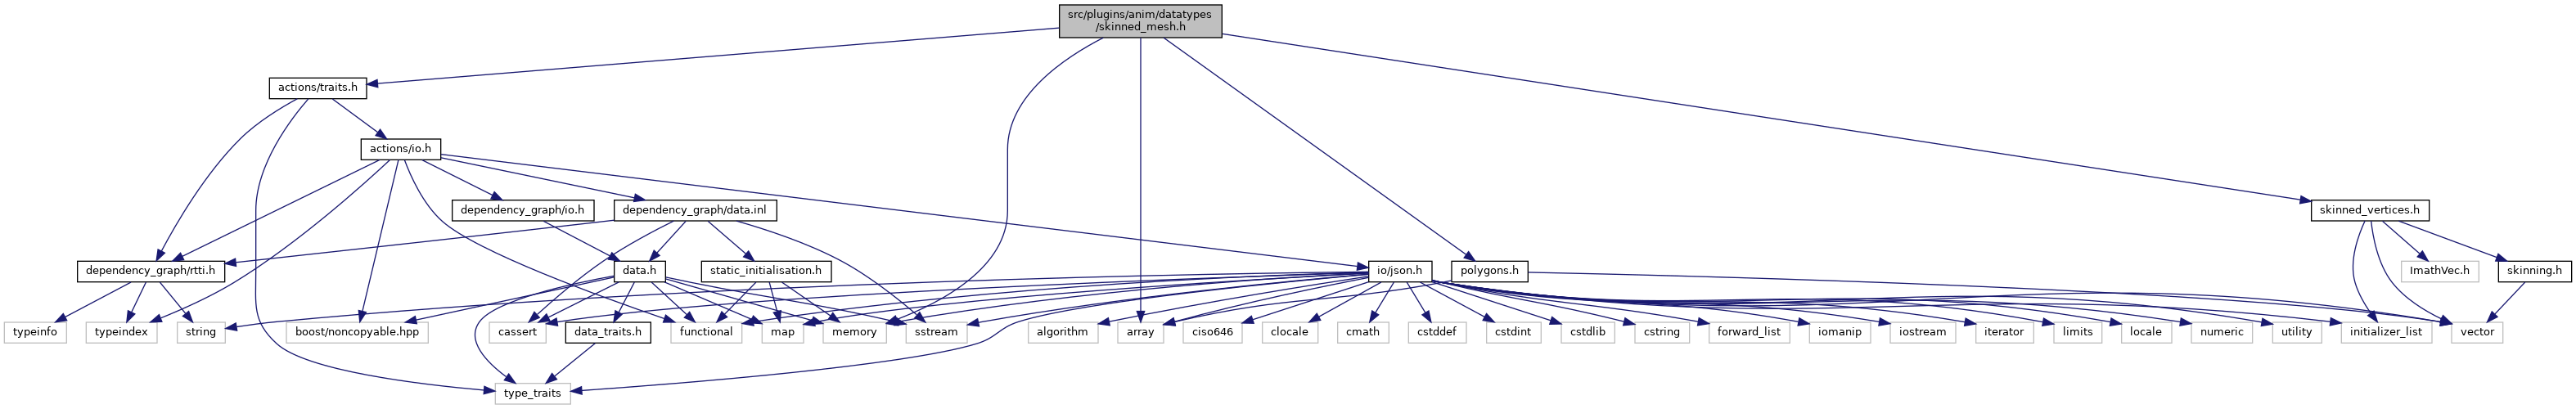 src/plugins/anim/datatypes
/skinned_mesh.h
actions/traits.h
actions/io.h
dependency_graph/io.h
dependency_graph/data.inl
skinned_vertices.h
dependency_graph/rtti.h
data.h
static_initialisation.h
io/json.h
polygons.h
ImathVec.h
skinning.h
typeinfo
typeindex
string
boost/noncopyable.hpp
cassert
data_traits.h
functional
map
memory
sstream
algorithm
array
ciso646
clocale
cmath
cstddef
cstdint
cstdlib
cstring
forward_list
iomanip
iostream
iterator
limits
locale
numeric
utility
initializer_list
vector
type_traits